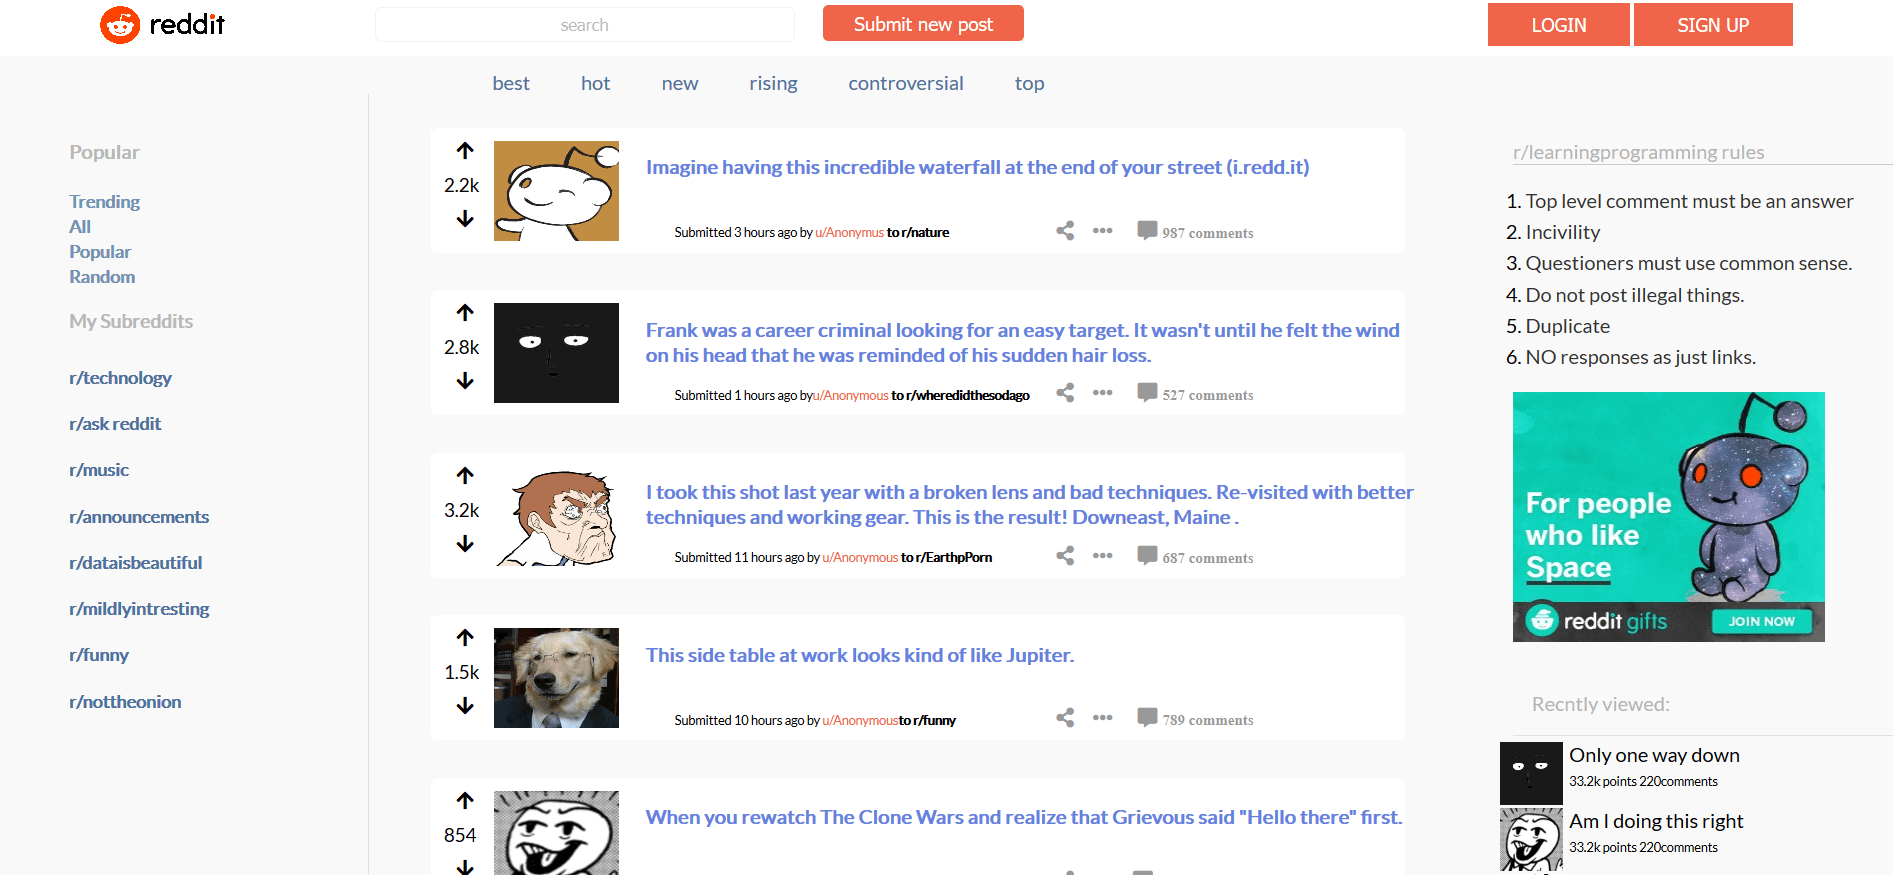 reddit
search
Submit new post
LOGIN
SIGN UP
best
hot
new
rising
controversial
top
Popular
Trending
All
Popular
Random
My Subreddits
r/technology
r/ask reddit
r/music
r/announcements
r/dataisbeautiful
r/mildlyintresting
r/funny
r/nottheonion
2.2k
Imagine having this incredible waterfall at the end of your street (i.redd.it)
Submitted 3 hours ago by u/Anonymus to r/nature
987 comments
2.8k
Frank was a career criminal looking for an easy target. It wasn't until he felt the wind
on his head that he was reminded of his sudden hair loss.
Submitted 1 hours ago byu/Anonymous to r/wheredidthesodago
527 comments
3.2k
I took this shot last year with a broken lens and bad techniques. Re-visited with better
techniques and working gear. This is the result! Downeast, Maine .
Submitted 11 hours ago by u/Anonymous to r/EarthpPorn
687 comments
1.5k
This side table at work looks kind of like Jupiter.
Submitted 10 hours ago by u/Anonymousto r/funny
789 comments
854
When you rewatch The Clone Wars and realize that Grievous said "Hello there" first.
r/learningprogramming rules
1. Top level comment must be an answer
2. Incivility
3. Questioners must use common sense.
4. Do not post illegal things.
5. Duplicate
6. NO responses as just links.
For people
who like
Space
reddit gifts
JOIN NOW
Recntly viewed:
Only one way down
33.2k points 220comments
Am I doing this right
33.2k points 220comments